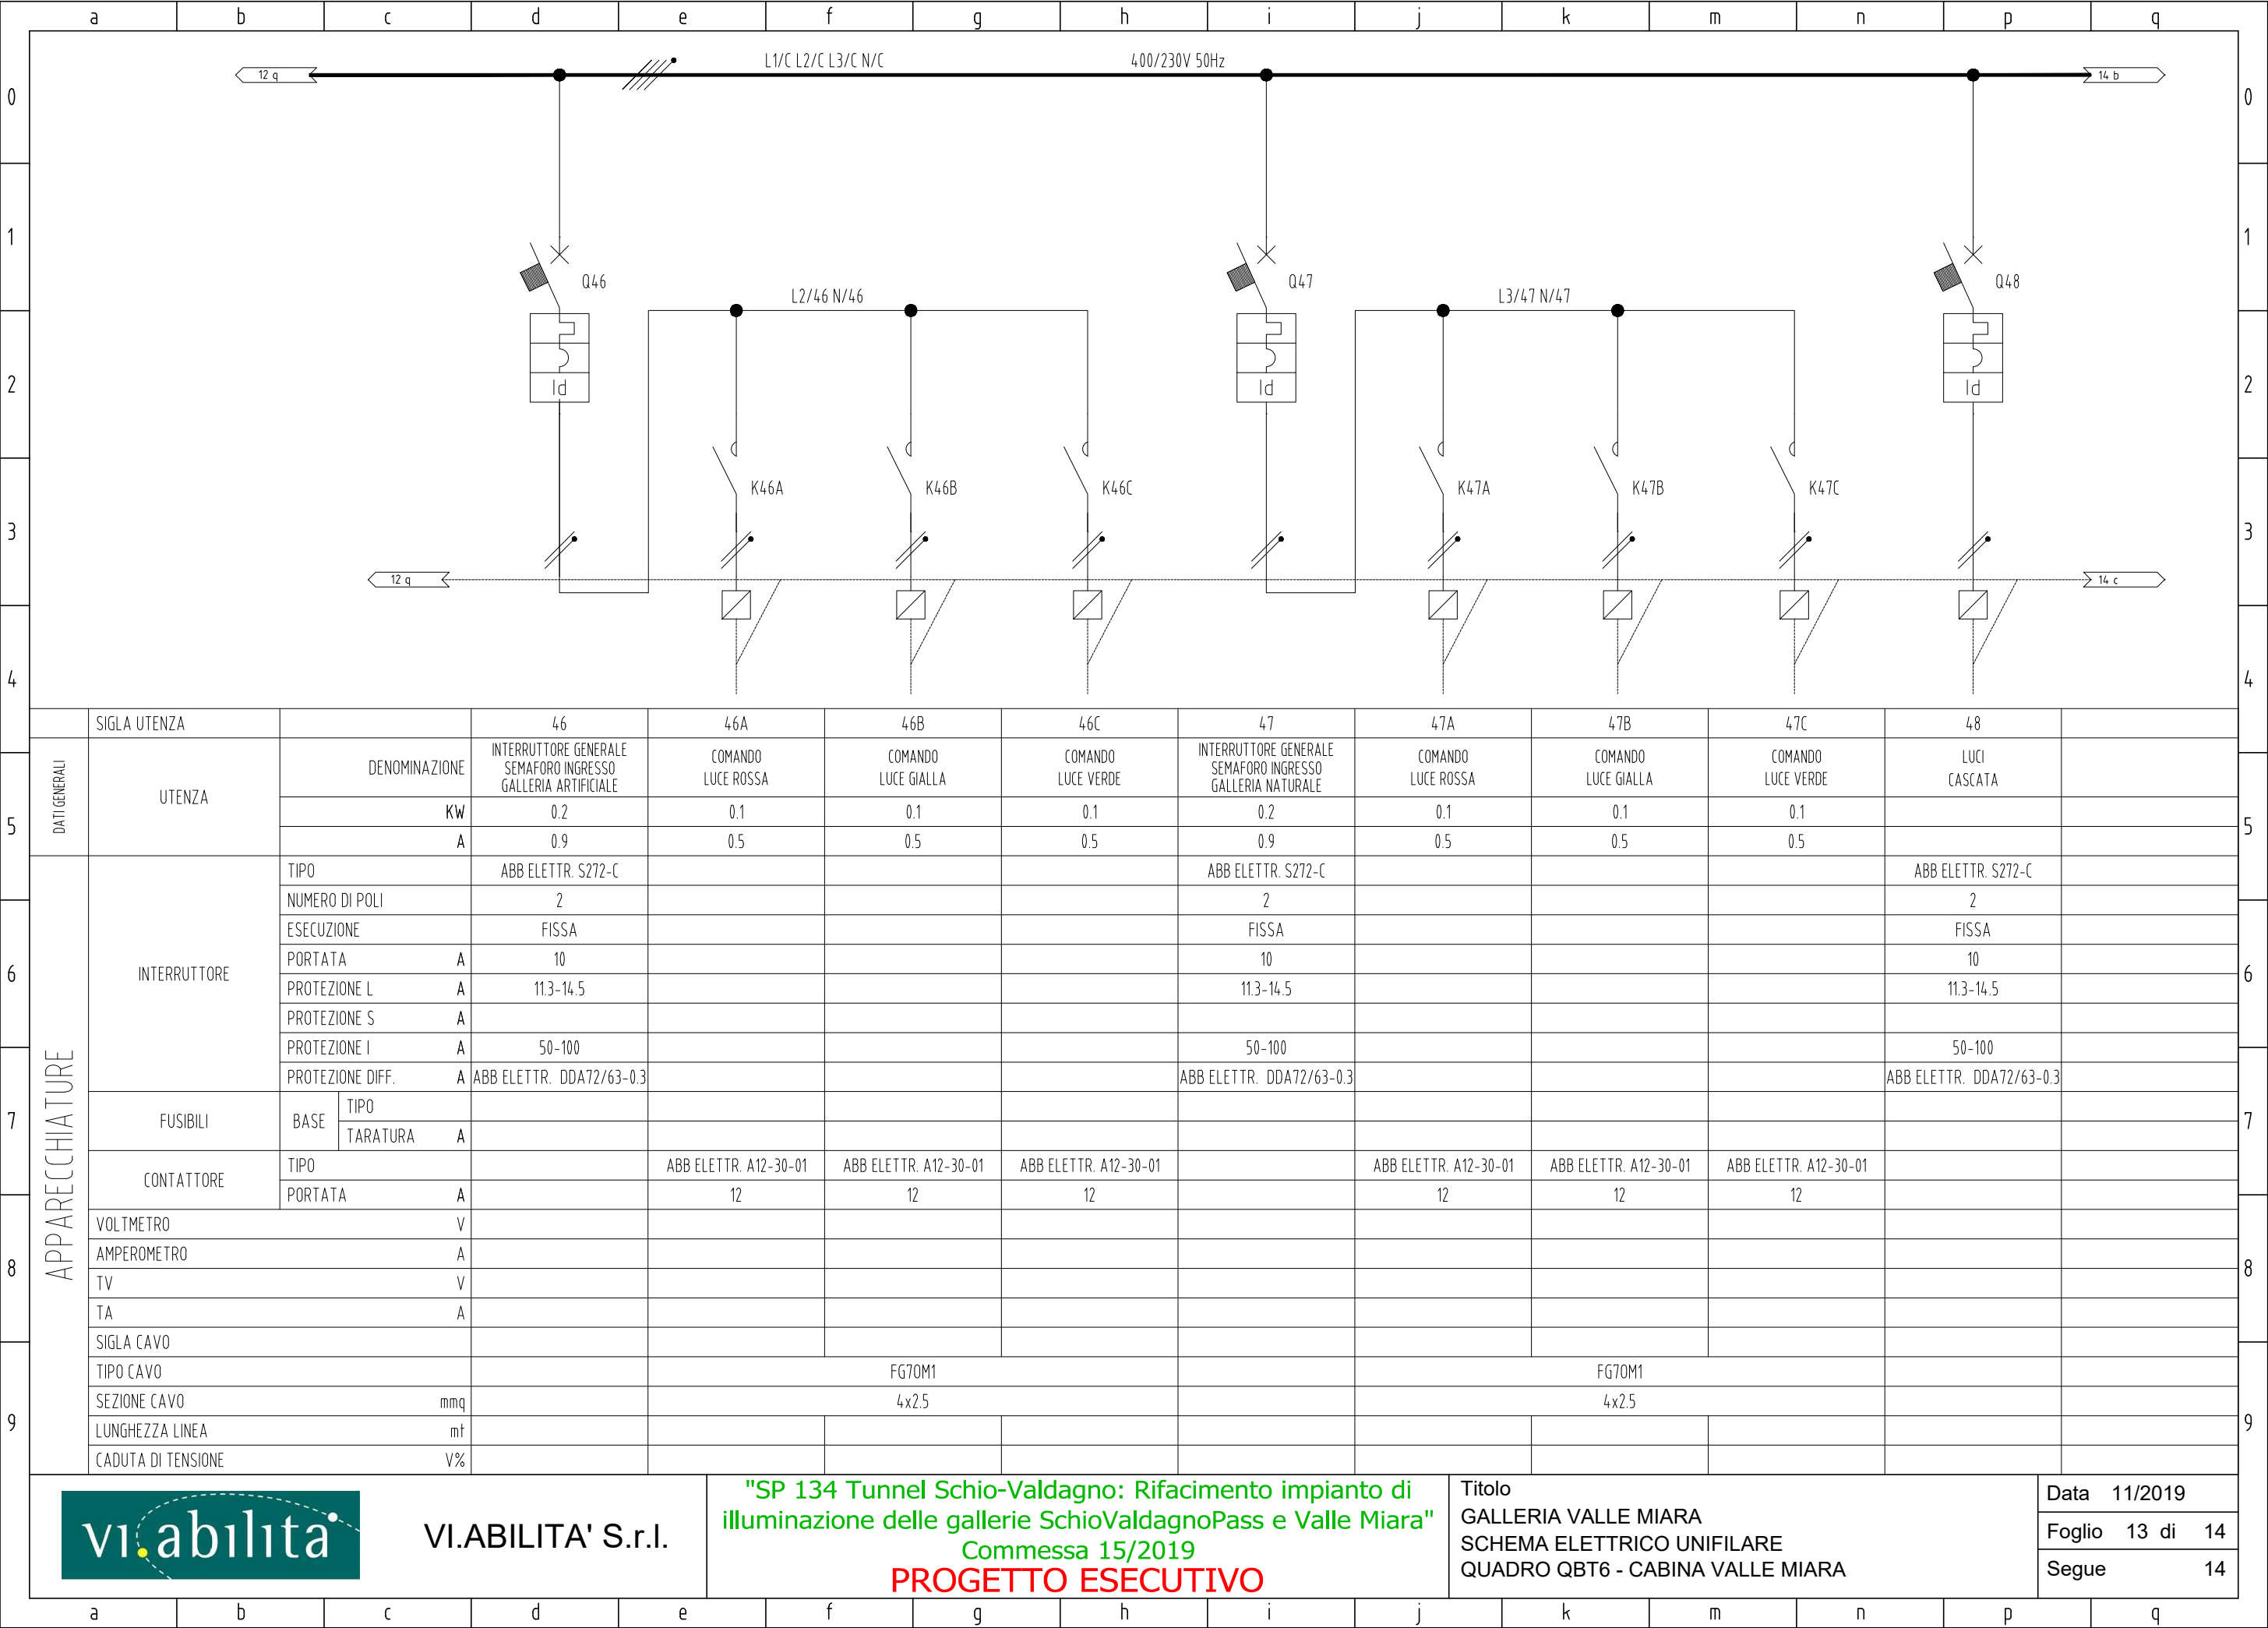 a b c d e f g h i j k m n p q
12 q
L1/C L2/C L3/C N/C
400/230V 50Hz
14 b
0 0
1 1
Q46
Q47
Q48
L2/46 N/46
L3/47 N/47
2 2
Id
Id
Id
K46A
K46B
K46C
K47A
K47B
K47C
3 3
12 q
14 c
4 4
SIGLA UTENZA 46 46A 46B 46C 47 47A 47B 47C 48
DATI GENERALI
UTENZA
DENOMINAZIONE
INTERRUTTORE GENERALE
SEMAFORO INGRESSO
GALLERIA ARTIFICIALE
COMANDO
LUCE ROSSA
COMANDO
LUCE GIALLA
COMANDO
LUCE VERDE
INTERRUTTORE GENERALE
SEMAFORO INGRESSO
GALLERIA NATURALE
COMANDO
LUCE ROSSA
COMANDO
LUCE GIALLA
COMANDO
LUCE VERDE
LUCI
CASCATA
5 5
KW 0.2 0.1 0.1 0.1 0.2 0.1 0.1 0.1
A 0.9 0.5 0.5 0.5 0.9 0.5 0.5 0.5
APPARECCHIATURE
INTERRUTTORE
TIPO ABB ELETTR. S272-C ABB ELETTR. S272-C ABB ELETTR. S272-C
NUMERO DI POLI 2 2 2
ESECUZIONE FISSA FISSA FISSA
6 6
PORTATA A 10 10 10
PROTEZIONE L A 11.3-14.5 11.3-14.5 11.3-14.5
PROTEZIONE S A
PROTEZIONE I A 50-100 50-100 50-100
PROTEZIONE DIFF. A ABB ELETTR. DDA72/63-0.3 ABB ELETTR. DDA72/63-0.3 ABB ELETTR. DDA72/63-0.3
7 7
FUSIBILI
BASE
TIPO
TARATURA A
CONTATTORE
TIPO ABB ELETTR. A12-30-01 ABB ELETTR. A12-30-01 ABB ELETTR. A12-30-01 ABB ELETTR. A12-30-01 ABB ELETTR. A12-30-01 ABB ELETTR. A12-30-01
PORTATA A 12 12 12 12 12 12
VOLTMETRO V
AMPEROMETRO A
8 8
TV V
TA A
SIGLA CAVO
TIPO CAVO FG7OM1 FG7OM1
SEZIONE CAVO mmq 4x2.5 4x2.5
9 9
LUNGHEZZA LINEA mt
CADUTA DI TENSIONE V%
vi.abilità
VI.ABILITA' S.r.l.
"SP 134 Tunnel Schio-Valdagno: Rifacimento impianto di
illuminazione delle gallerie SchioValdagnoPass e Valle Miara"
Commessa 15/2019
PROGETTO ESECUTIVO
Titolo
GALLERIA VALLE MIARA
SCHEMA ELETTRICO UNIFILARE
QUADRO QBT6 - CABINA VALLE MIARA
Data 11/2019
Foglio 13 di 14
Segue 14
a b c d e f g h i j k m n p q